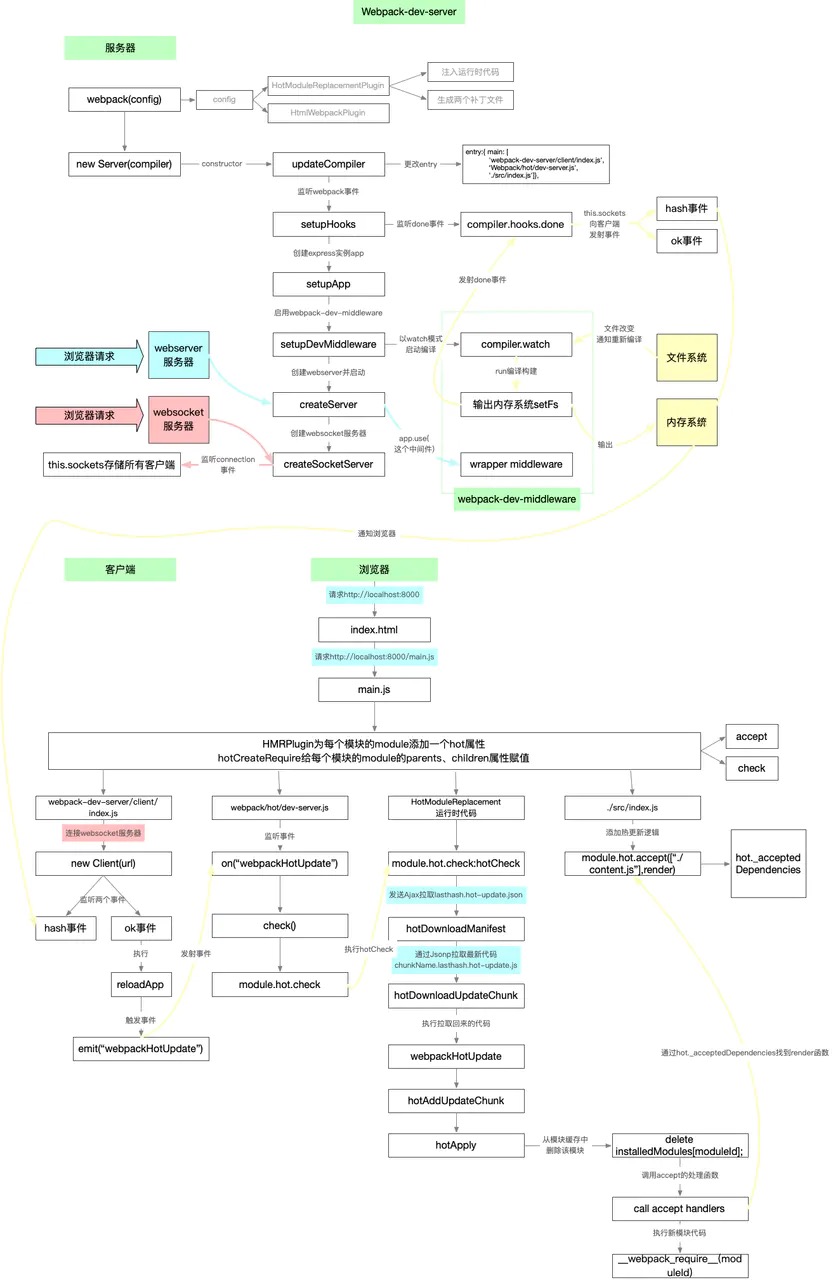 Webpack-dev-server
服务器
webpack(config)
config
HotModuleReplacementPlugin
注入运行时代码
生成两个补丁文件
HtmlWebpackPlugin
new Server(compiler)
constructor
updateCompiler
更改entry
entry:{ main: [
'webpack-dev-server/client/index.js',
'Webpack/hot/dev-server.js',
'./src/index.js']},
监听webpack事件
setupHooks
监听done事件
compiler.hooks.done
this.sockets
向客户端
发射事件
hash事件
ok事件
创建express实例app
setupApp
发射done事件
启用webpack-dev-middleware
浏览器请求
webserver
服务器
setupDevMiddleware
以watch模式
启动编译
compiler.watch
文件改变
通知重新编译
文件系统
创建webserver并启动
run编译构建
浏览器请求
websocket
服务器
createServer
输出内存系统setFs
内存系统
创建websocket服务器
app.use(
这个中间件)
输出
this.sockets存储所有客户端
监听connection
事件
createSocketServer
wrapper middleware
webpack-dev-middleware
通知浏览器
客户端
浏览器
请求http://localhost:8000
index.html
请求http://localhost:8000/main.js
main.js
HMRPlugin为每个模块的module添加一个hot属性
hotCreateRequire给每个模块的module的parents、children属性赋值
accept
check
webpack-dev-server/client/
index.js
webpack/hot/dev-server.js
HotModuleReplacement
运行时代码
./src/index.js
连接websocket服务器
监听事件
添加热更新逻辑
new Client(url)
on(“webpackHotUpdate”)
module.hot.check:hotCheck
module.hot.accept([“./
content.js”],render)
hot._accepted
Dependencies
监听两个事件
发送Ajax拉取lasthash.hot-update.json
hash事件
ok事件
check()
hotDownloadManifest
执行
发射事件
执行hotCheck
通过Jsonp拉取最新代码
chunkName.lasthash.hot-update.js
reloadApp
module.hot.check
hotDownloadUpdateChunk
触发事件
执行拉取回来的代码
emit(“webpackHotUpdate”)
webpackHotUpdate
通过hot._acceptedDependencies找到render函数
hotAddUpdateChunk
hotApply
从模块缓存中
删除该模块
delete
installedModules[moduleId];
调用accept的处理函数
call accept handlers
执行新模块代码
__webpack_require__(mod
uleId)